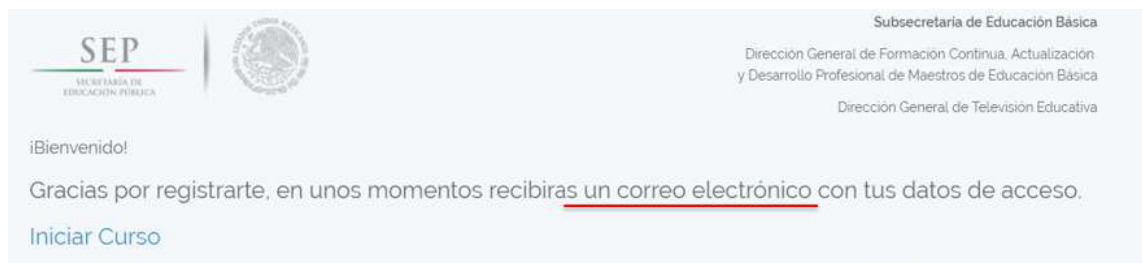 SEP
SECRETARÍA DE
EDUCACIÓN PÚBLICA
Subsecretaría de Educación Básica
Dirección General de Formación Continua, Actualización
y Desarrollo Profesional de Maestros de Educación Básica
Dirección General de Televisión Educativa
¡Bienvenido!
Gracias por registrarte, en unos momentos recibiras un correo electrónico con tus datos de acceso.
Iniciar Curso